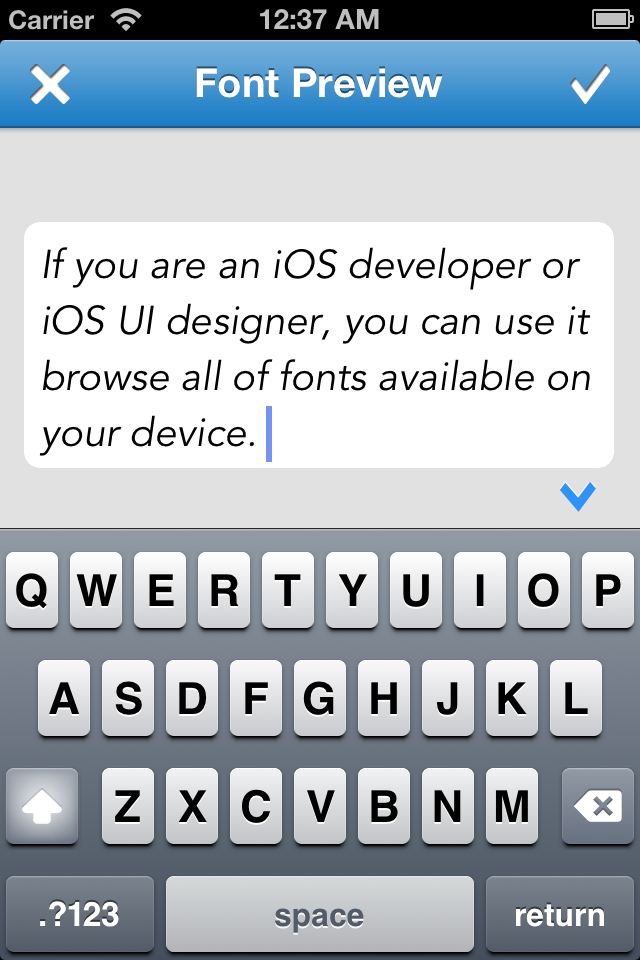 Carrier 12:37 AM
Font Preview
If you are an iOS developer or
iOS UI designer, you can use it
browse all of fonts available on
your device.
Q W E R T Y U I O P
A S D F G H J K L
Z X C V B N M
.?123 space return